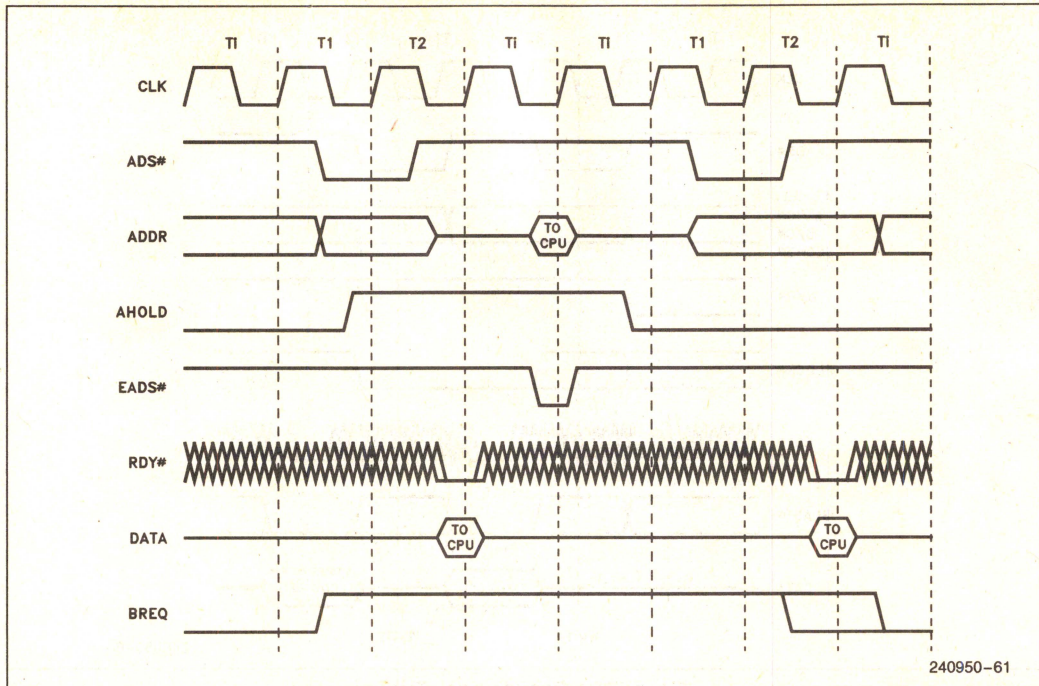 Ti T1 T2 Ti Ti T1 T2 Ti
CLK
ADS#
ADDR
TO
CPU
AHOLD
EADS#
RDY#
DATA
TO
CPU
TO
CPU
BREQ
240950-61